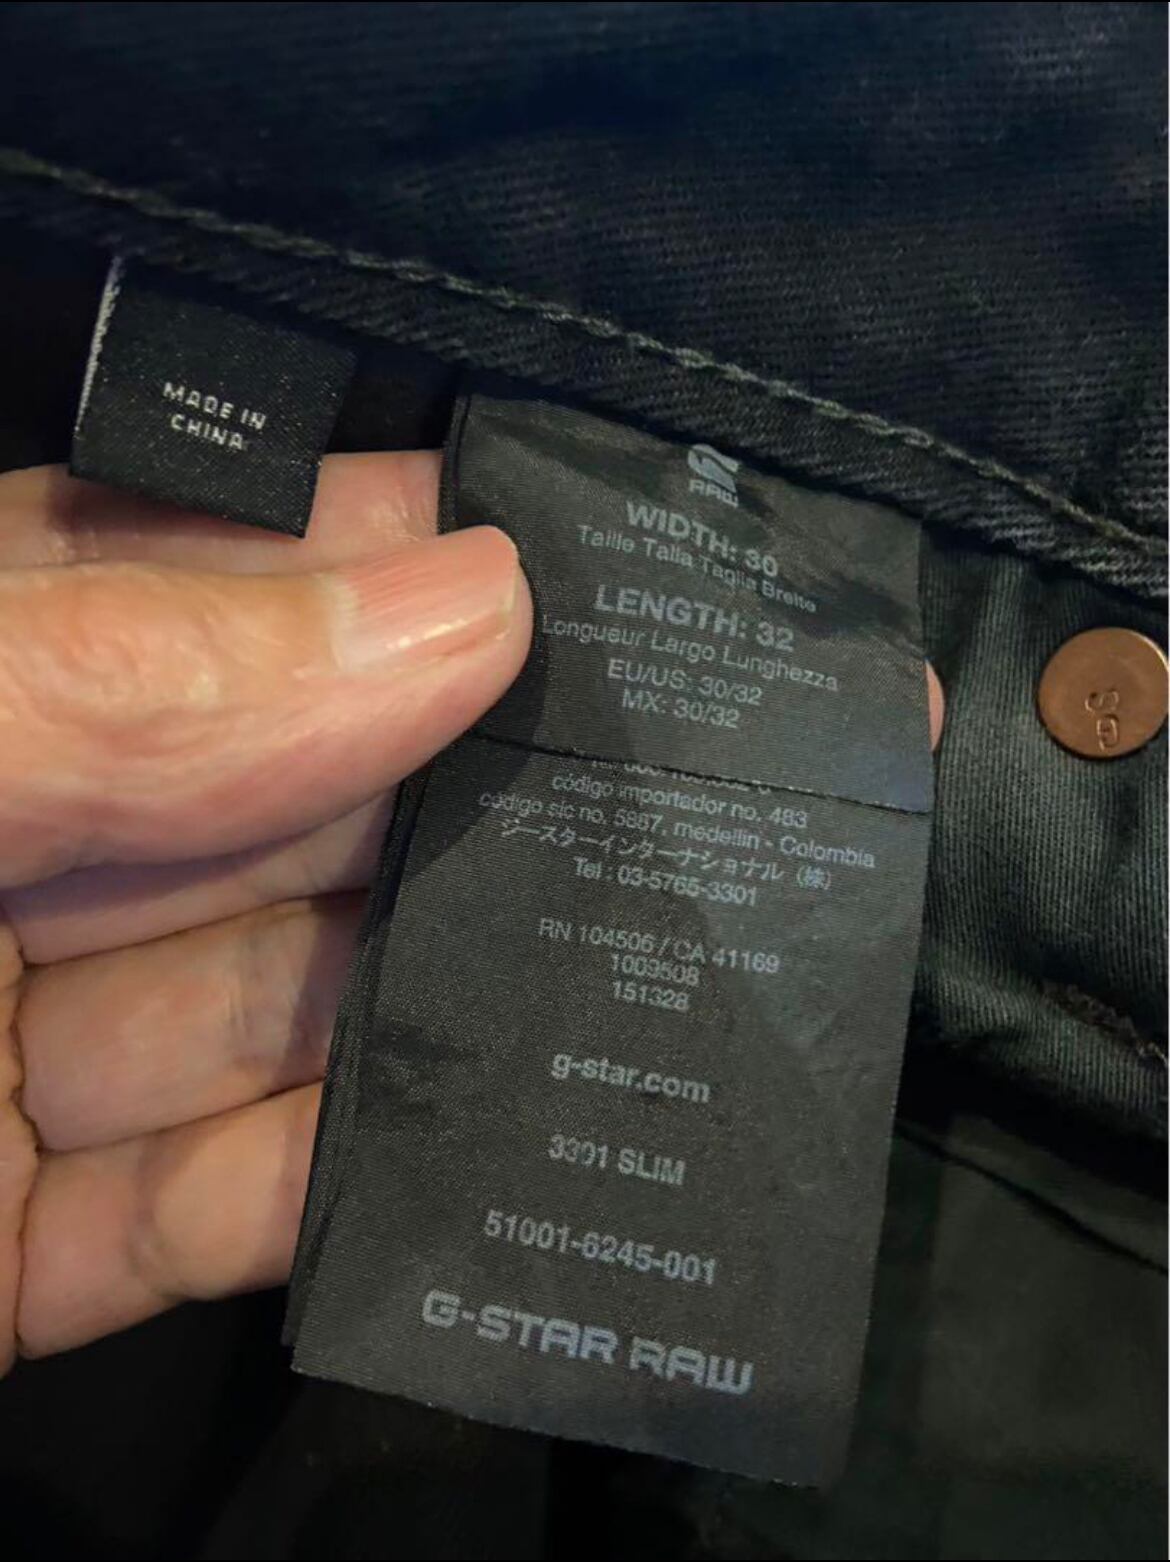 MADE IN
CHINA
RAW
WIDTH: 30
Taille Talla Taglia Breite
LENGTH: 32
Longueur Largo Lunghezza
EU/US: 30/32
MX: 30/32
código importador no. 483
código sic no. 5887, medellin - Colombia
ジースターインターナショナル (株)
Tel : 03-5765-3301
RN 104506 / CA 41169
1009508
151328
g-star.com
3301 SLIM
51001-6245-001
G-STAR RAW
GS